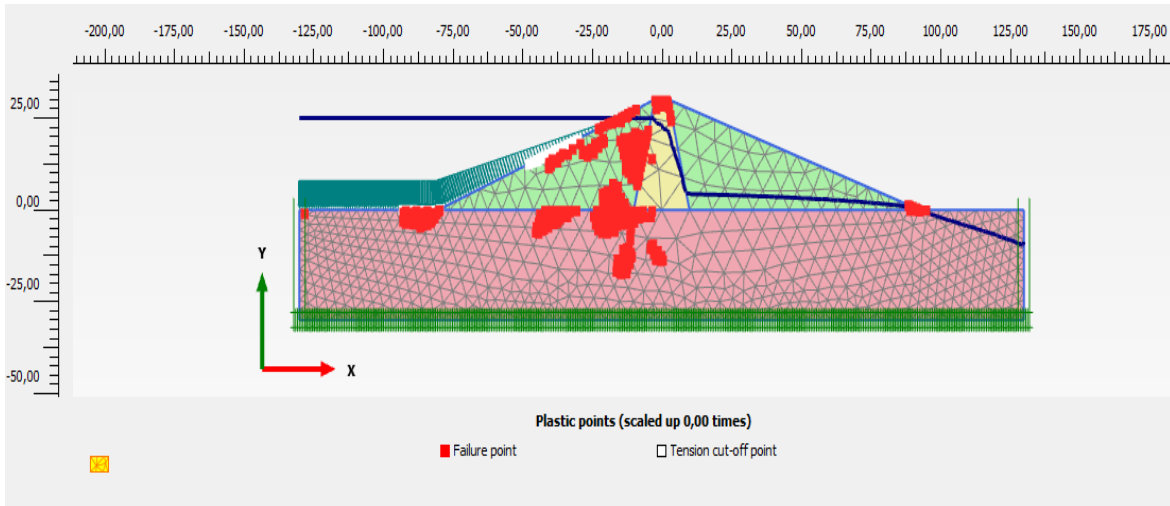 -200,00 -175,00 -150,00 -125,00 -100,00 -75,00 -50,00 -25,00 0,00 25,00 50,00 75,00 100,00 125,00 150,00 175,00
25,00
0,00
-25,00
-50,00
Y
X
Plastic points (scaled up 0,00 times)
Failure point Tension cut-off point